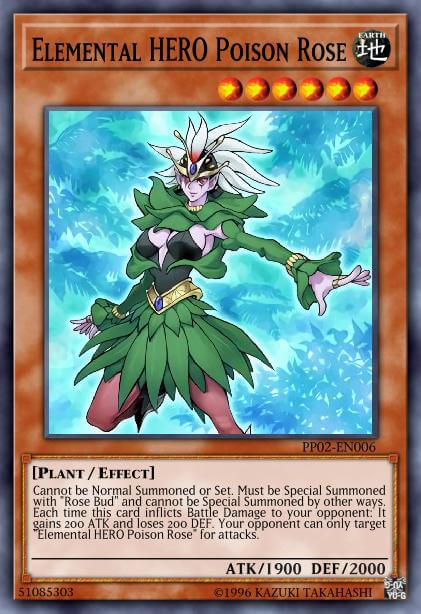 Elemental HERO Poison Rose
EARTH
地
PP02-EN006
[Plant / Effect]
Cannot be Normal Summoned or Set. Must be Special Summoned
with "Rose Bud" and cannot be Special Summoned by other ways.
Each time this card inflicts Battle Damage to your opponent: It
gains 200 ATK and loses 200 DEF. Your opponent can only target
"Elemental HERO Poison Rose" for attacks.
ATK/1900 DEF/2000
51085303
©1996 KAZUKI TAKAHASHI